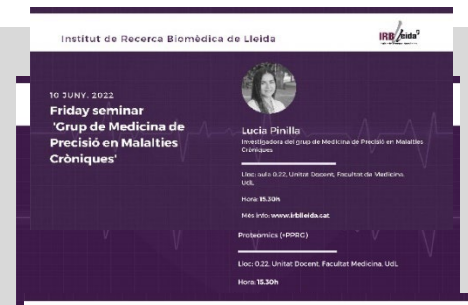 Institut de Recerca Biomèdica de Lleida
IRBlleida
10 JUNY, 2022
Friday seminar
'Grup de Medicina de
Precisió en Malalties
Cròniques'
Lucía Pinilla
Investigadora del grup de Medicina de Precisió en Malalties
Cròniques
Lloc: aula 0.22, Unitat Docent, Facultat de Medicina,
UdL
Hora: 15.30h
Més info: www.irblleida.cat
Proteomics (+PPRG)
Lloc: 0.22, Unitat Docent, Facultat Medicina, UdL
Hora: 15.30h